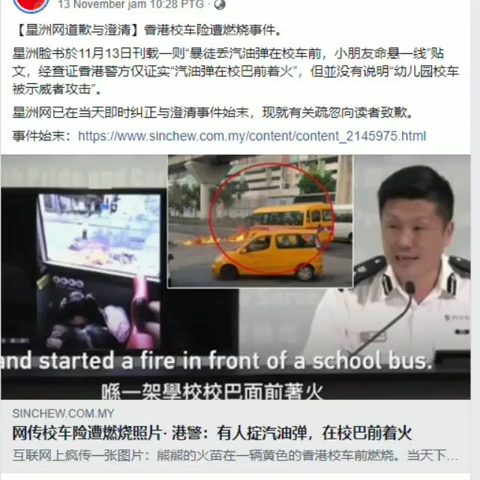 13 November jam 10:28 PTG ·
【星洲网道歉与澄清】香港校车险遭燃烧事件。
星洲脸书於11月13日刊载一则“暴徒丢汽油弹在校车前，小朋友命悬一线”贴
文，经查证香港警方仅证实“汽油弹在校巴前着火”，但並没有说明“幼儿园校车
被示威者攻击”。
星洲网已在当天即时纠正与澄清事件始末，现就有关疏忽向读者致歉。
事件始末：https://www.sinchew.com.my/content/content_2145975.html
and started a fire in front of a school bus.
喺一架學校校巴面前著火
SINCHEW.COM.MY
网传校车险遭燃烧照片· 港警：有人掟汽油弹，在校巴前着火
互联网上疯传一张图片：熊熊的火苗在一辆黄色的香港校车前燃烧。当天下...